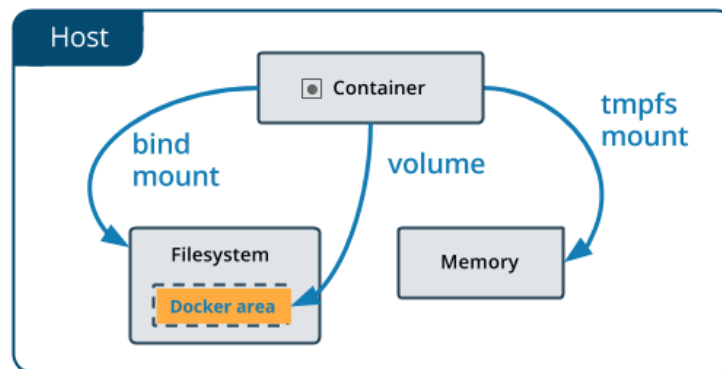 Host
Container
bind
mount
volume
tmpfs
mount
Filesystem
Docker area
Memory